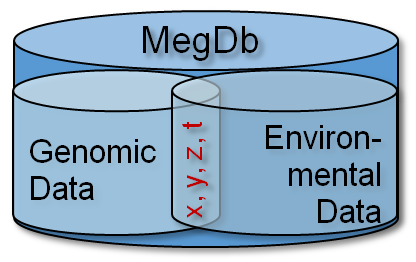 MegDb
Genomic
Data
x, y, z, t
Environ-
mental
Data